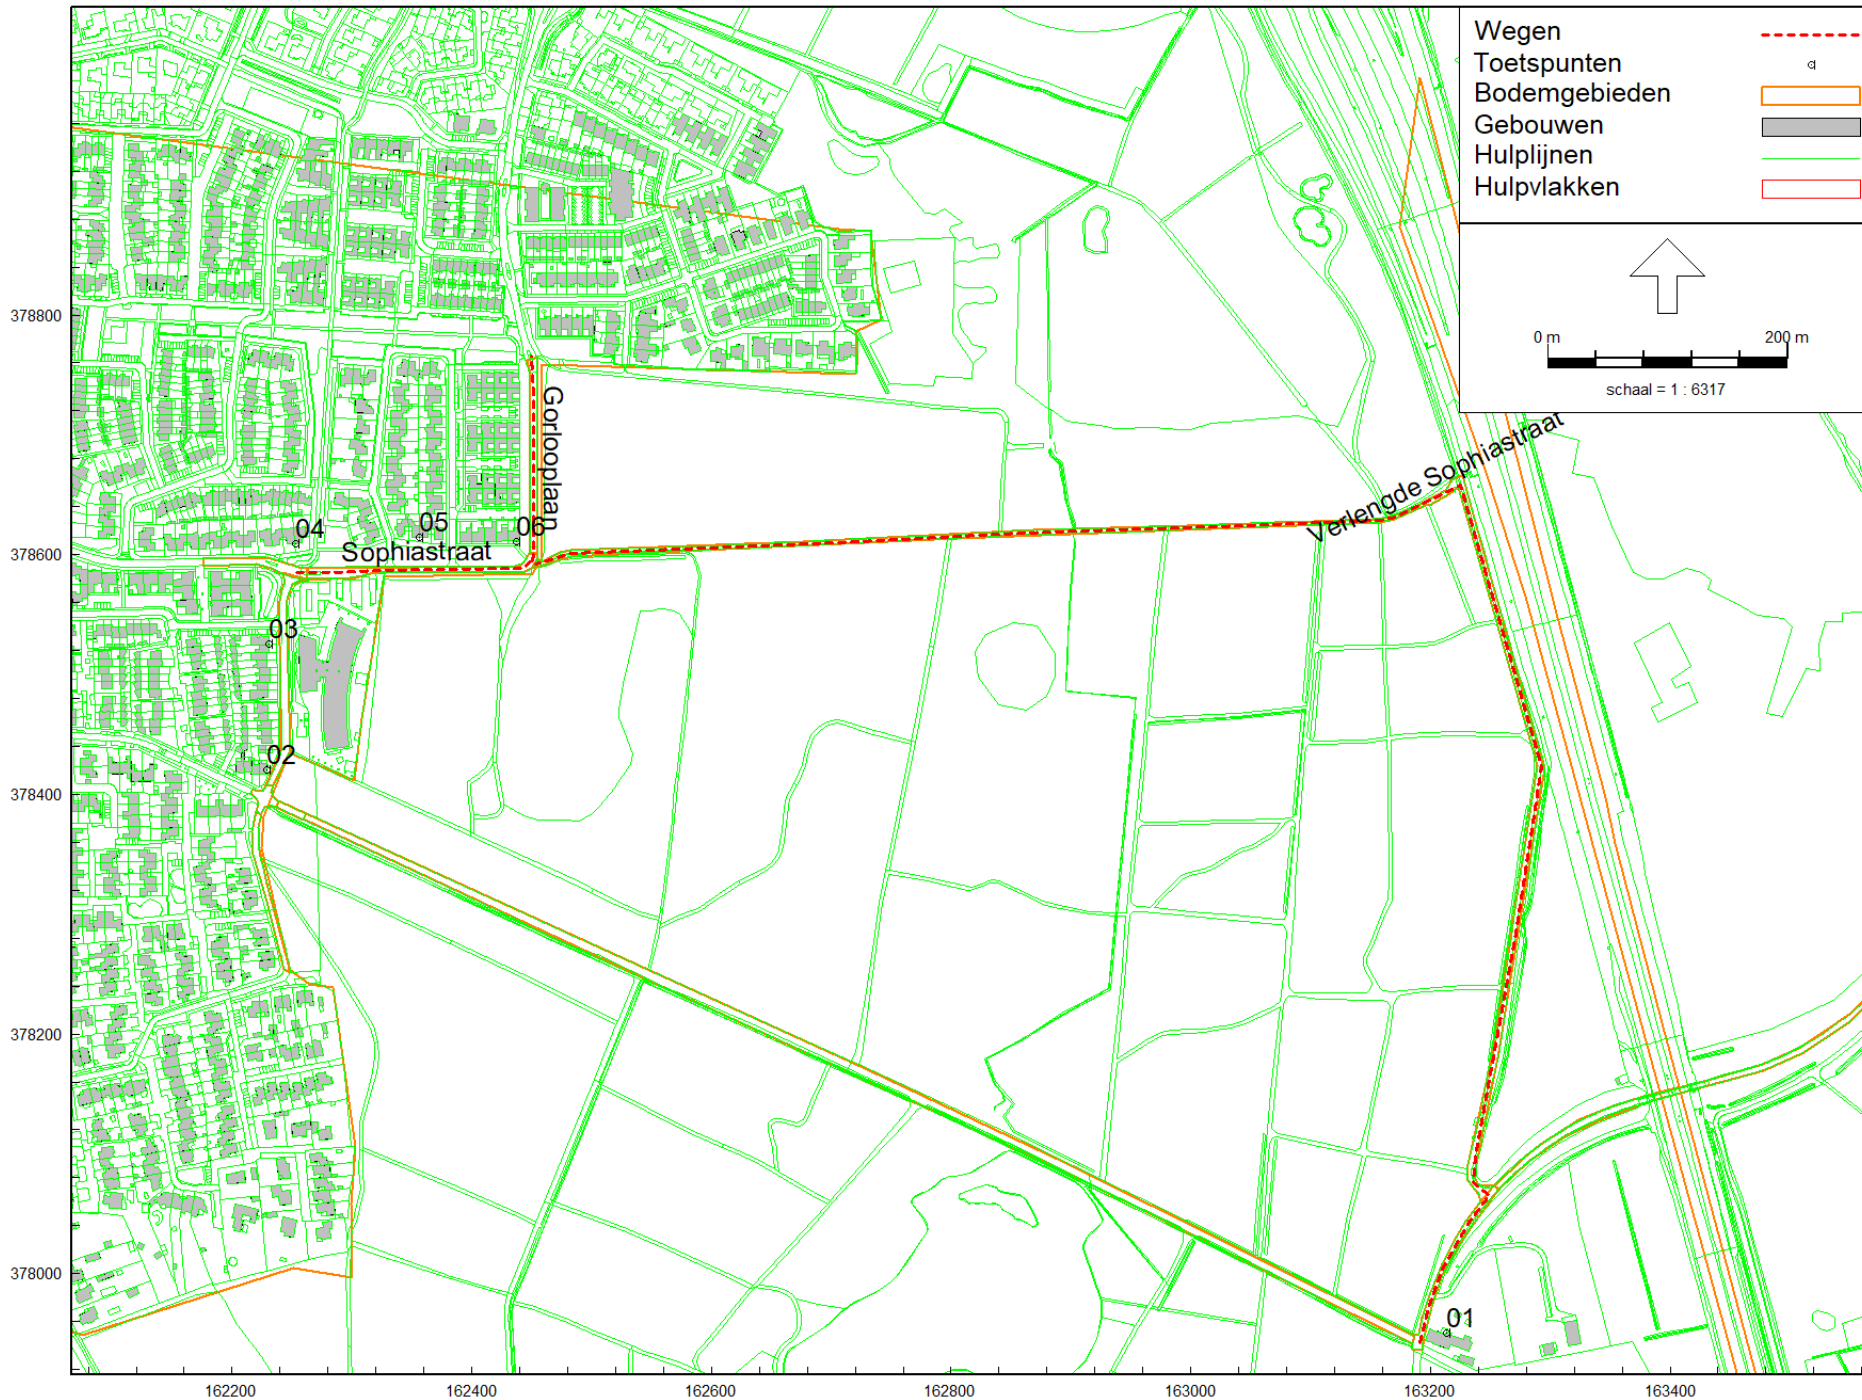 Wegen
Toetspunten
Bodemgebieden
Gebouwen
Hulplijnen
Hulpvlakken
0 m 200 m
schaal = 1 : 6317
378800
Gorlooplaan
Verlengde Sophiastraat
04
05
06
378600
Sophiastraat
03
02
378400
378200
378000
01
162200 162400 162600 162800 163000 163200 163400